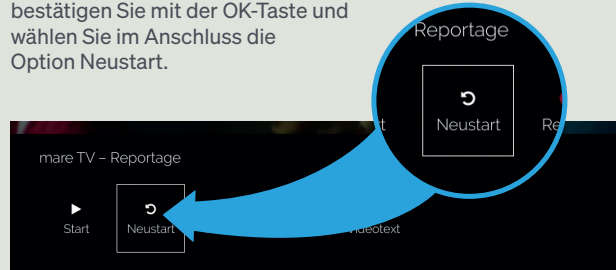 bestätigen Sie mit der OK-Taste und
wählen Sie im Anschluss die
Option Neustart.
Reportage
Neustart
mare TV – Reportage
Start
Neustart